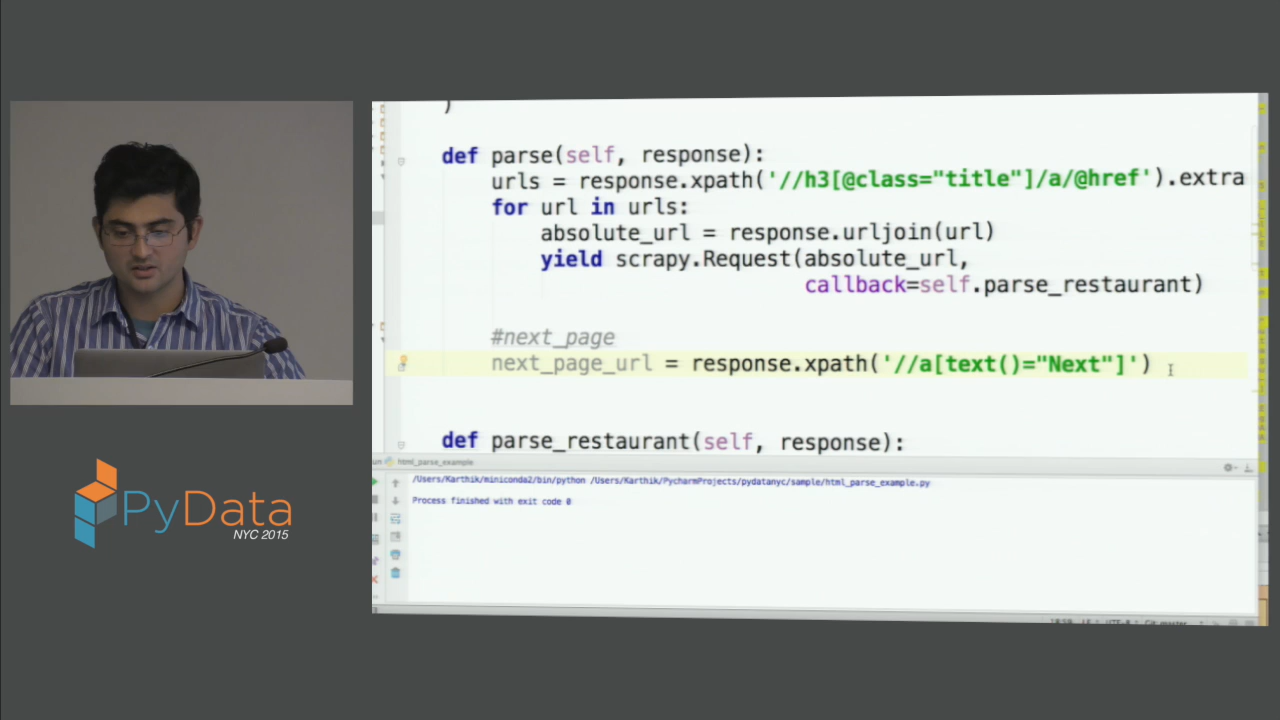 )
def parse(self, response):
urls = response.xpath('//h3[@class="title"]/a/@href').extra
for url in urls:
absolute_url = response.urljoin(url)
yield scrapy.Request(absolute_url,
callback=self.parse_restaurant)
#next_page
next_page_url = response.xpath('//a[text()="Next"]')
def parse_restaurant(self, response):
html_parse_example
/Users/Karthik/miniconda2/bin/python /Users/Karthik/PycharmProjects/pydatanyc/sample/html_parse_example.py
Process finished with exit code 0
PyData
NYC 2015